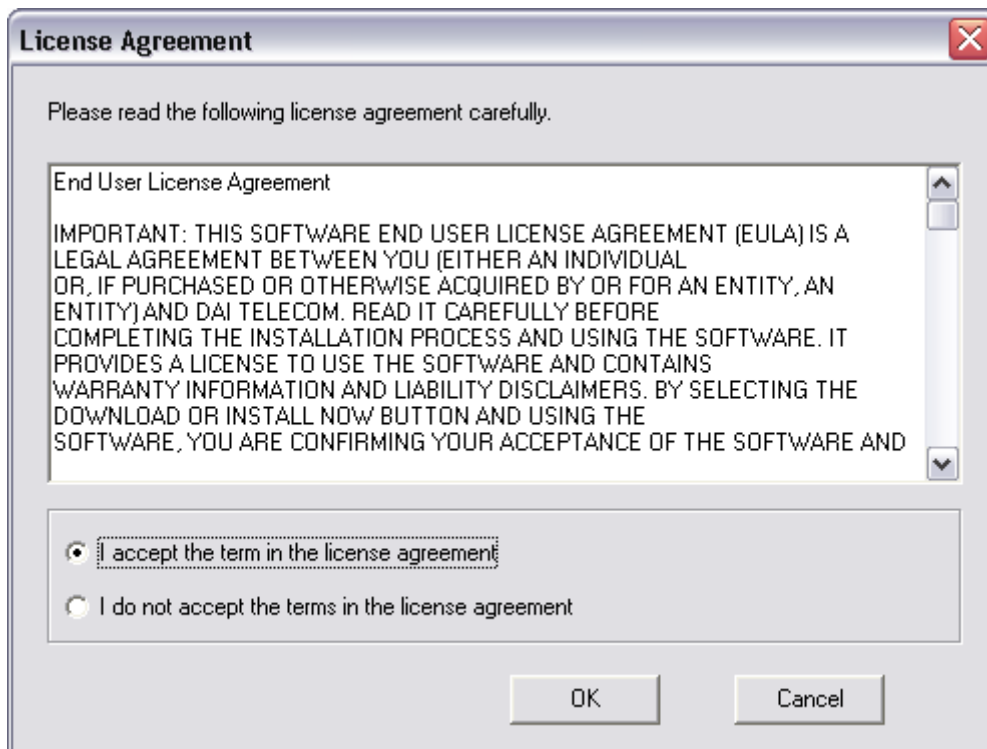 License Agreement
Please read the following license agreement carefully.
End User License Agreement
IMPORTANT: THIS SOFTWARE END USER LICENSE AGREEMENT (EULA) IS A
LEGAL AGREEMENT BETWEEN YOU (EITHER AN INDIVIDUAL
OR, IF PURCHASED OR OTHERWISE ACQUIRED BY OR FOR AN ENTITY, AN
ENTITY) AND DAI TELECOM. READ IT CAREFULLY BEFORE
COMPLETING THE INSTALLATION PROCESS AND USING THE SOFTWARE. IT
PROVIDES A LICENSE TO USE THE SOFTWARE AND CONTAINS
WARRANTY INFORMATION AND LIABILITY DISCLAIMERS. BY SELECTING THE
DOWNLOAD OR INSTALL NOW BUTTON AND USING THE
SOFTWARE, YOU ARE CONFIRMING YOUR ACCEPTANCE OF THE SOFTWARE AND
I accept the term in the license agreement
I do not accept the terms in the license agreement
OK
Cancel